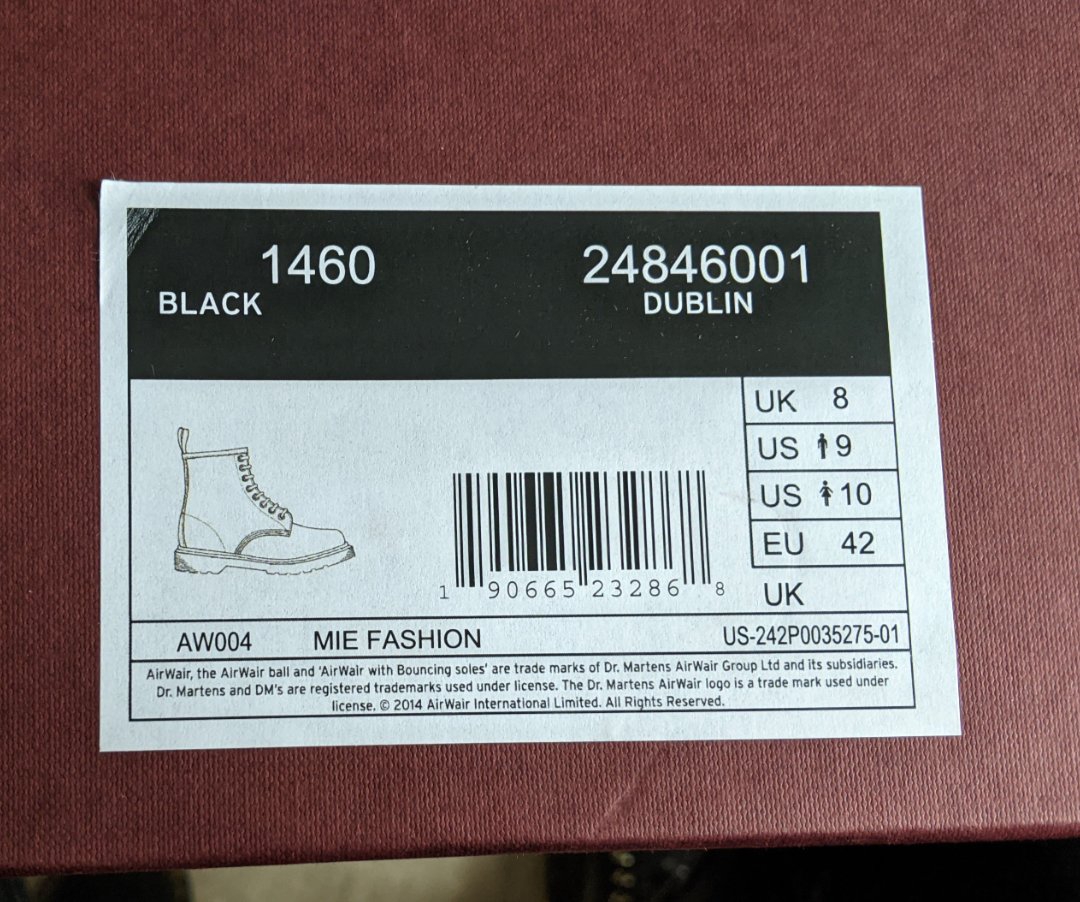 1460 24846001
BLACK DUBLIN
UK 8
US 9
US 10
EU 42
UK
1 90665 23286 8
AW004 MIE FASHION US-242P0035275-01
AirWair, the AirWair ball and 'AirWair with Bouncing soles' are trade marks of Dr. Martens AirWair Group Ltd and its subsidiaries.
Dr. Martens and DM's are registered trademarks used under license. The Dr. Martens AirWair logo is a trade mark used under
license. © 2014 AirWair International Limited. All Rights Reserved.